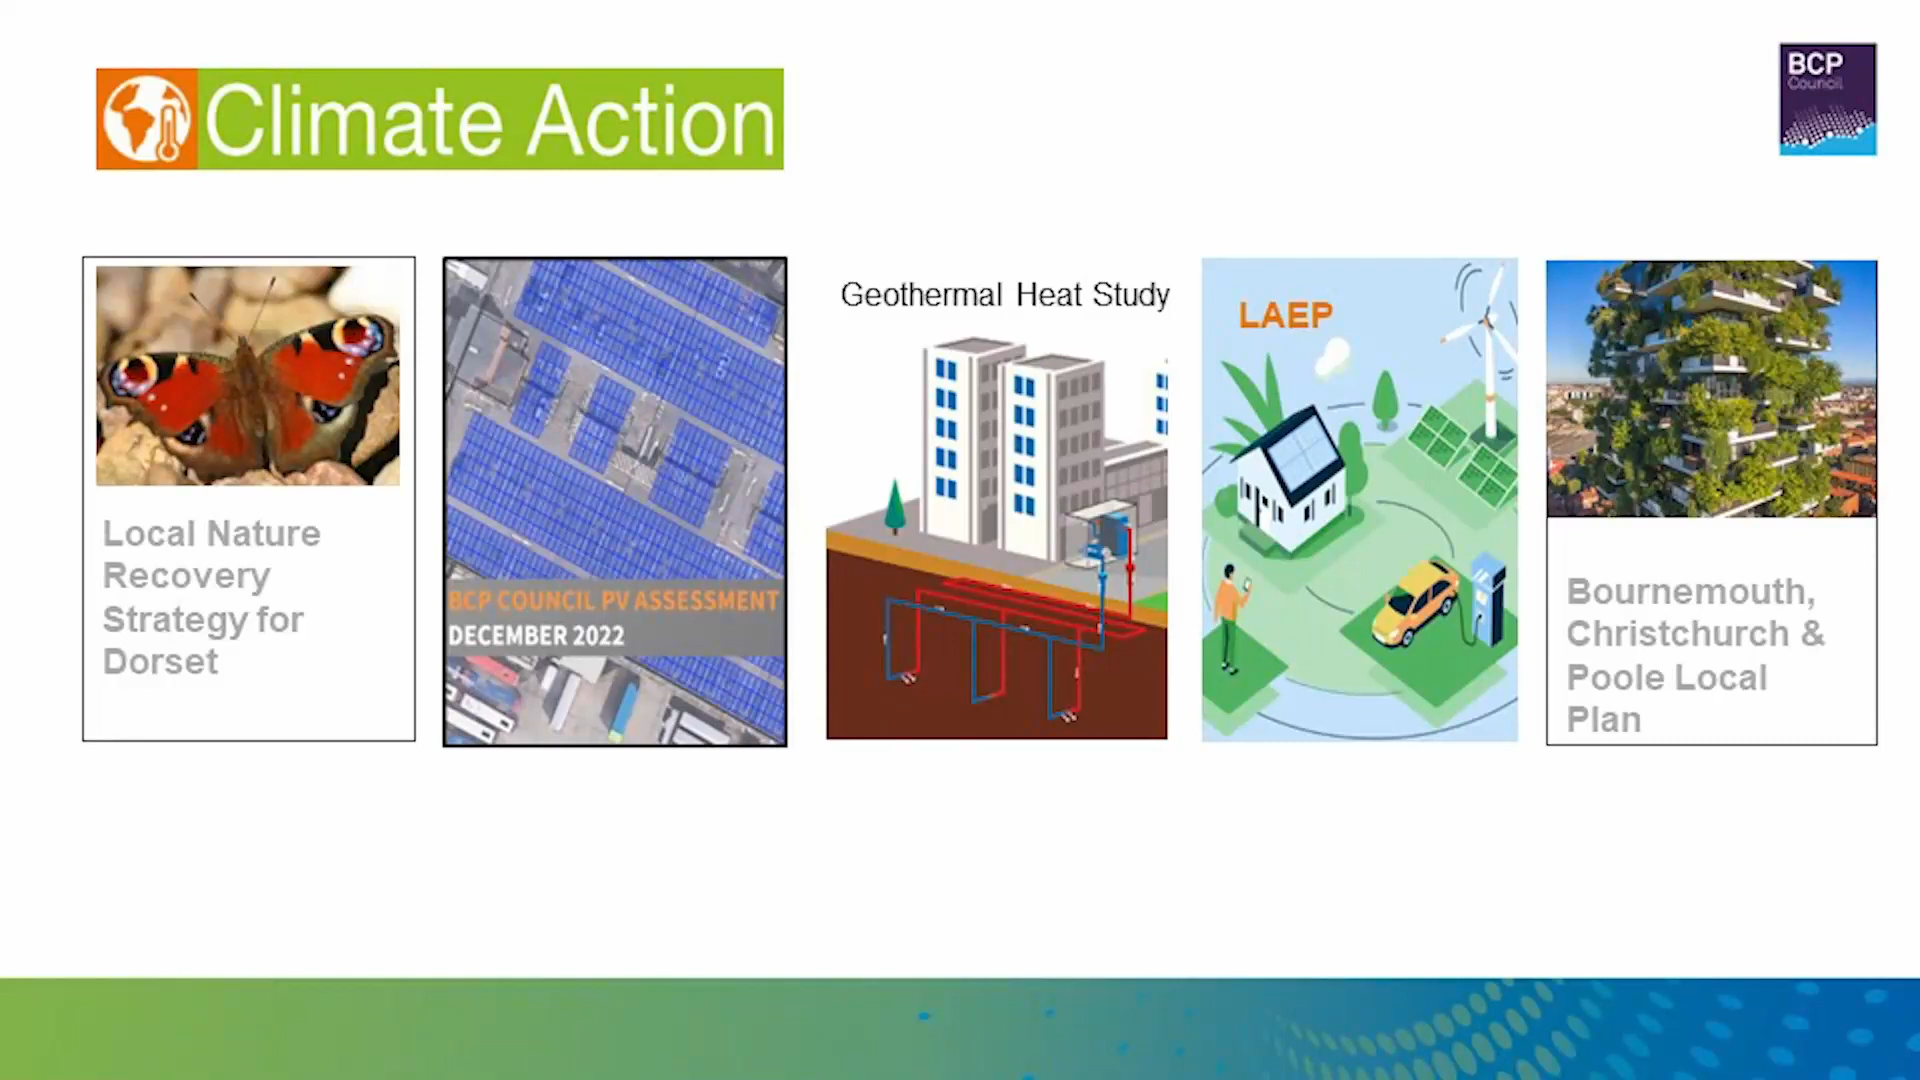 Climate Action
BCP
Council
Local Nature
Recovery
Strategy for
Dorset
BCP COUNCIL PV ASSESSMENT
DECEMBER 2022
Geothermal Heat Study
LAEP
Bournemouth,
Christchurch &
Poole Local
Plan